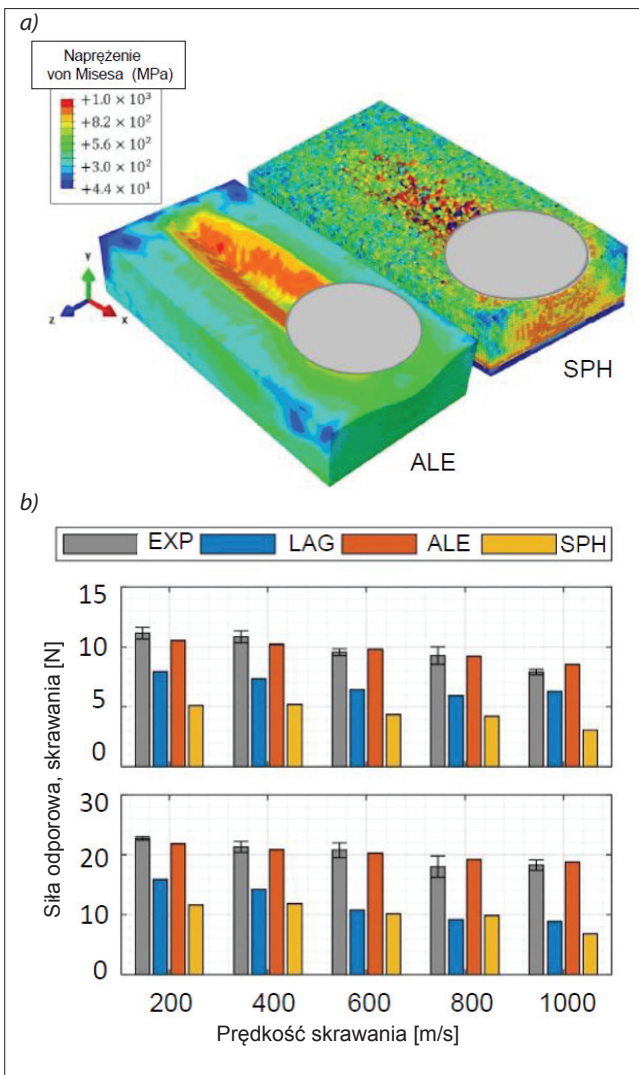 a)
Naprężenie
von Misesa (MPa)
+1.0 × 10³
+8.2 × 10²
+5.6 × 10²
+3.0 × 10²
+4.4 × 10¹
Y
Z
X
SPH
ALE
b)
EXP LAG ALE SPH
Siła odporowa, skrawania [N]
15
10
5
0
30
20
10
0
200 400 600 800 1000
Prędkość skrawania [m/s]